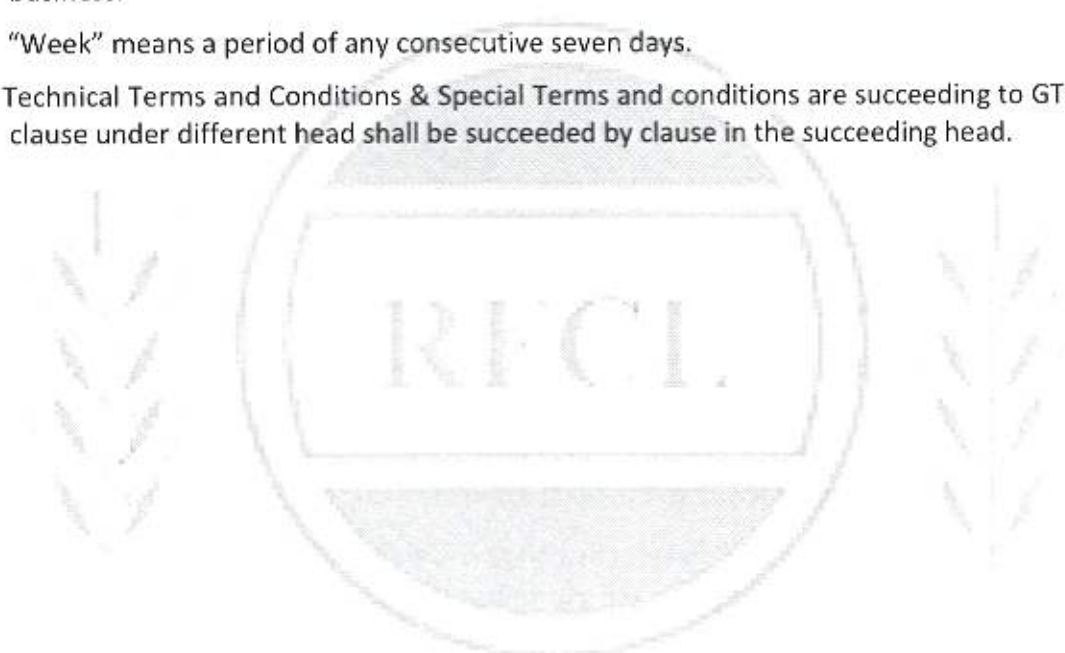 “Week” means a period of any consecutive seven days.
Technical Terms and Conditions & Special Terms and conditions are succeeding to GT
clause under different head shall be succeeded by clause in the succeeding head.
RFCL